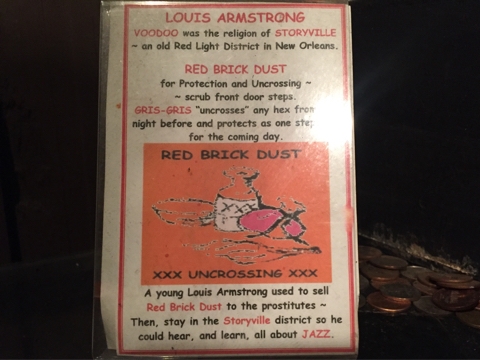 LOUIS ARMSTRONG
VOODOO was the religion of STORYVILLE
~ an old Red Light District in New Orleans.
RED BRICK DUST
for Protection and Uncrossing ~
~ scrub front door steps.
GRIS-GRIS "uncrosses" any hex from
night before and protects as one
for the coming day.
RED BRICK DUST
XXX UNCROSSING XXX
A young Louis Armstrong used to sell
Red Brick Dust to the prostitutes ~
Then, stay in the Storyville district so he
could hear, and learn, all about JAZZ.